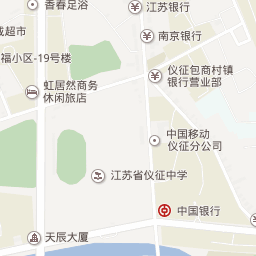 香春足浴
江苏银行
城超市
南京银行
福小区-19号楼
仪征包商村镇
银行营业部
虹居然商务
休闲旅店
中国移动
仪征分公司
江苏省仪征中学
中国银行
天辰大厦